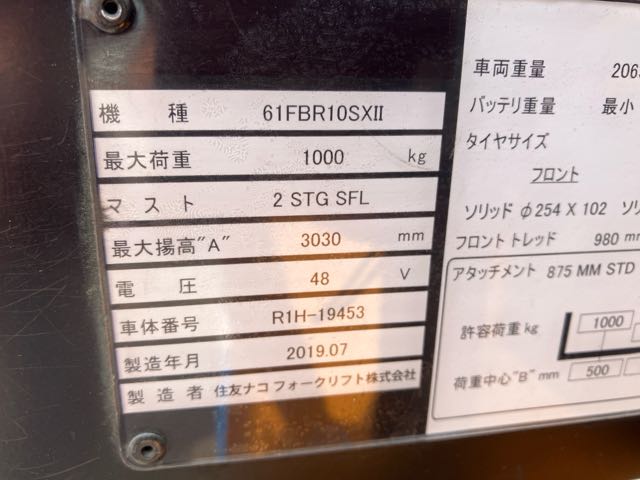 機 種 61FBR10SXII
最大荷重 1000 kg
マスト 2 STG SFL
最大揚高"A" 3030 mm
電 圧 48 V
車体番号 R1H-19453
製造年月 2019.07
製造者 住友ナコ フォークリフト株式会社
車両重量 206
バッテリ重量 最小
タイヤサイズ
フロント
ソリッド φ254 X 102 ソリ
フロント トレッド 980 mm
アタッチメント 875 MM STD
許容荷重 kg 1000
荷重中心"B" mm 500